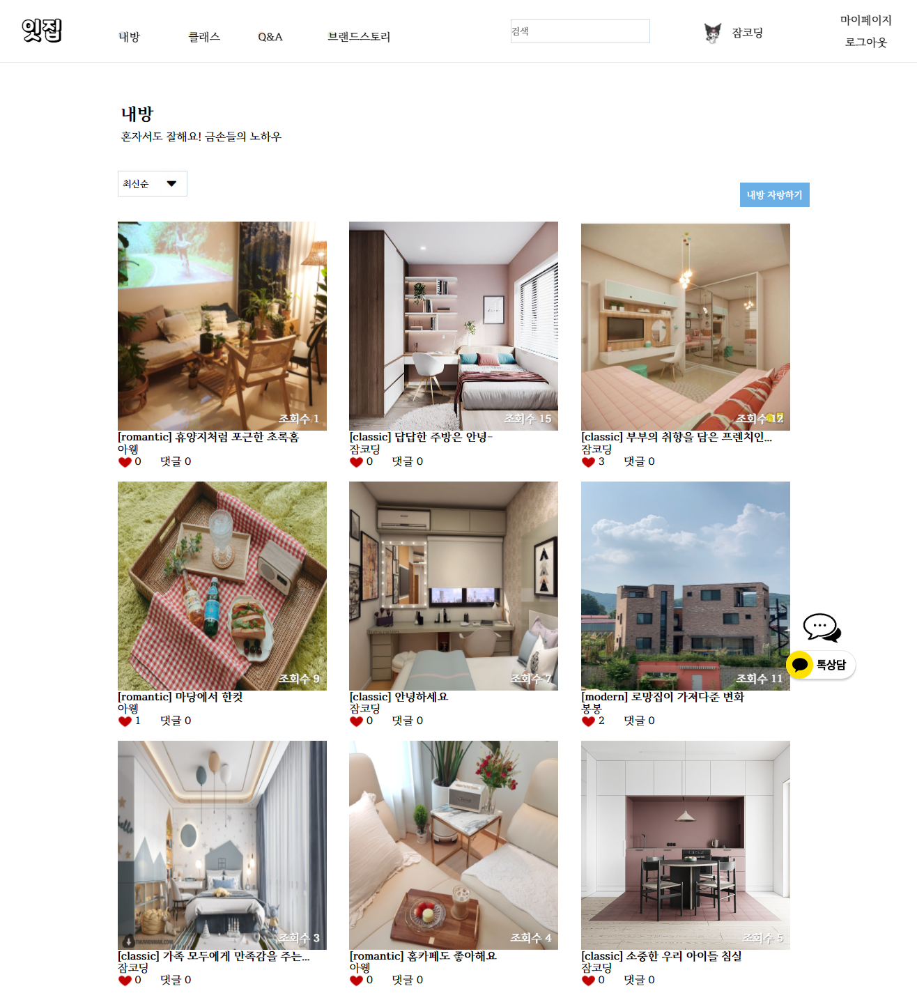 잇집
내방 클래스 Q&A 브랜드스토리
검색
잠코딩
마이페이지
로그아웃
내방
혼자서도 잘해요! 금손들의 노하우
최신순
내방 자랑하기
조회수 1
[romantic] 휴양지처럼 포근한 초록홈
아웽
0 댓글 0
조회수 15
[classic] 답답한 주방은 안녕-
잠코딩
0 댓글 0
조회수 12
[classic] 부부의 취향을 담은 프렌치인...
잠코딩
3 댓글 0
조회수 9
[romantic] 마당에서 한컷
아웽
1 댓글 0
조회수 7
[classic] 안녕하세요
잠코딩
0 댓글 0
조회수 11
[modern] 로망집이 가져다준 변화
봉봉
2 댓글 0
톡상담
조회수 3
THUVIENMAK.COM
[classic] 가족 모두에게 만족감을 주는...
잠코딩
0 댓글 0
조회수 4
[romantic] 홈카페도 좋아해요
아웽
0 댓글 0
조회수 5
[classic] 소중한 우리 아이들 침실
잠코딩
0 댓글 0